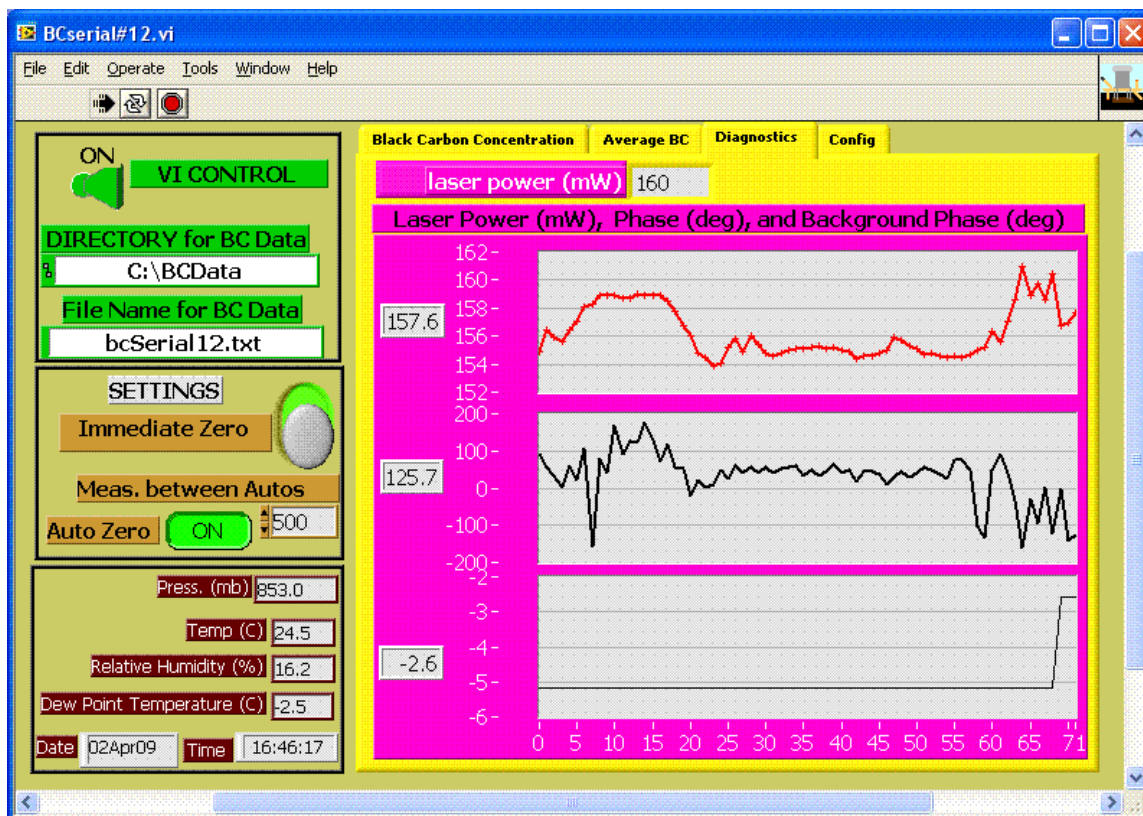 BCserial#12.vi
File Edit Operate Tools Window Help
ON
VI CONTROL
DIRECTORY for BC Data
C:\BCData
File Name for BC Data
bcSerial12.txt
SETTINGS
Immediate Zero
Meas. between Autos
Auto Zero ON 500
Press. (mb) 853.0
Temp (C) 24.5
Relative Humidity (%) 16.2
Dew Point Temperature (C) -2.5
Date 02Apr09 Time 16:46:17
Black Carbon Concentration Average BC Diagnostics Config
laser power (mW) 160
Laser Power (mW), Phase (deg), and Background Phase (deg)
162
160
158
157.6
156
154
152
200
100
125.7
0
-100
-200
-2
-3
-4
-2.6
-5
-6
0 5 10 15 20 25 30 35 40 45 50 55 60 65 71